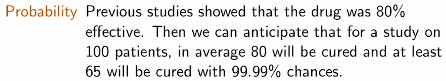 Probability Previous studies showed that the drug was 80%
effective. Then we can anticipate that for a study on
100 patients, in average 80 will be cured and at least
65 will be cured with 99.99% chances.